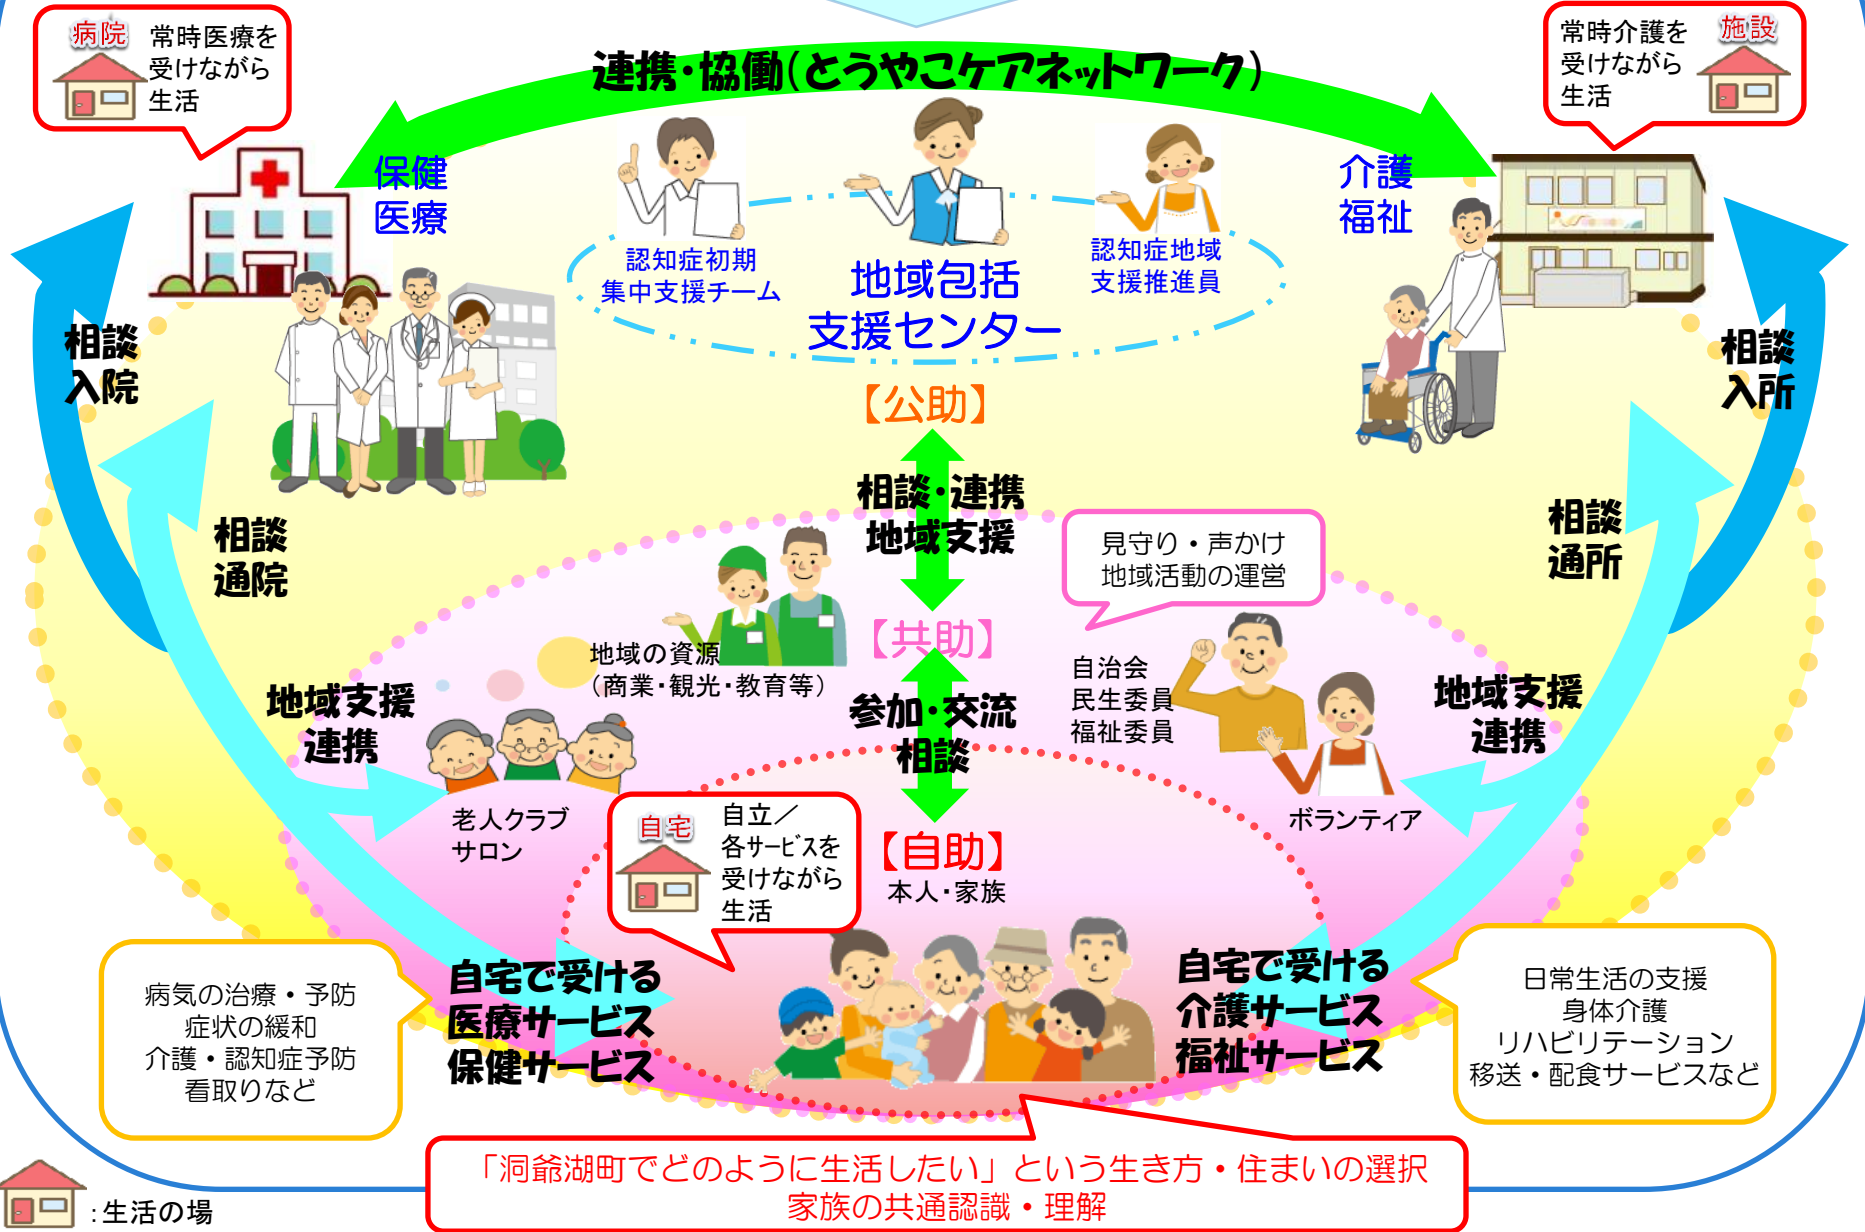 病院
常時医療を
受けながら
生活
連携・協働(とうやこケアネットワーク)
常時介護を
受けながら
生活
施設
保健
医療
介護
福祉
認知症初期
集中支援チーム
地域包括
支援センター
認知症地域
支援推進員
相談
入院
相談
入所
【公助】
相談・連携
地域支援
相談
通院
見守り・声かけ
地域活動の運営
相談
通所
地域の資源
（商業・観光・教育等）
【共助】
自治会
民生委員
福祉委員
地域支援
連携
参加・交流
相談
地域支援
連携
老人クラブ
サロン
ボランティア
自宅
自立／
各サービスを
受けながら
生活
【自助】
本人・家族
病気の治療・予防
症状の緩和
介護・認知症予防
看取りなど
自宅で受ける
医療サービス
保健サービス
自宅で受ける
介護サービス
福祉サービス
日常生活の支援
身体介護
リハビリテーション
移送・配食サービスなど
「洞爺湖町でどのように生活したい」という生き方・住まいの選択
家族の共通認識・理解
：生活の場